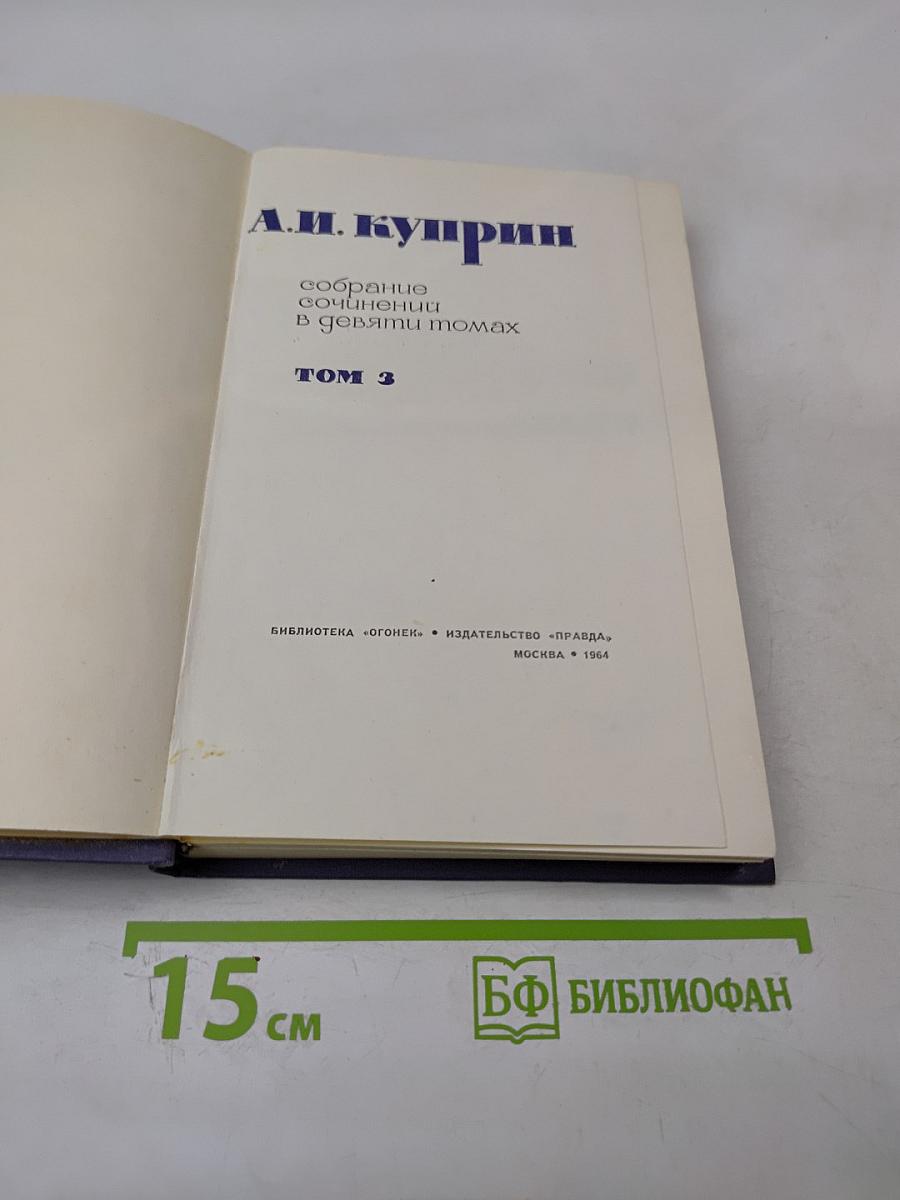 А.И. Куприн
собрание
сочинений
в девяти томах
ТОМ 3
БИБЛИОТЕКА «ОГОНЕК» • ИЗДАТЕЛЬСТВО «ПРАВДА»
МОСКВА • 1964
15 см
БФ БИБЛИОФАН